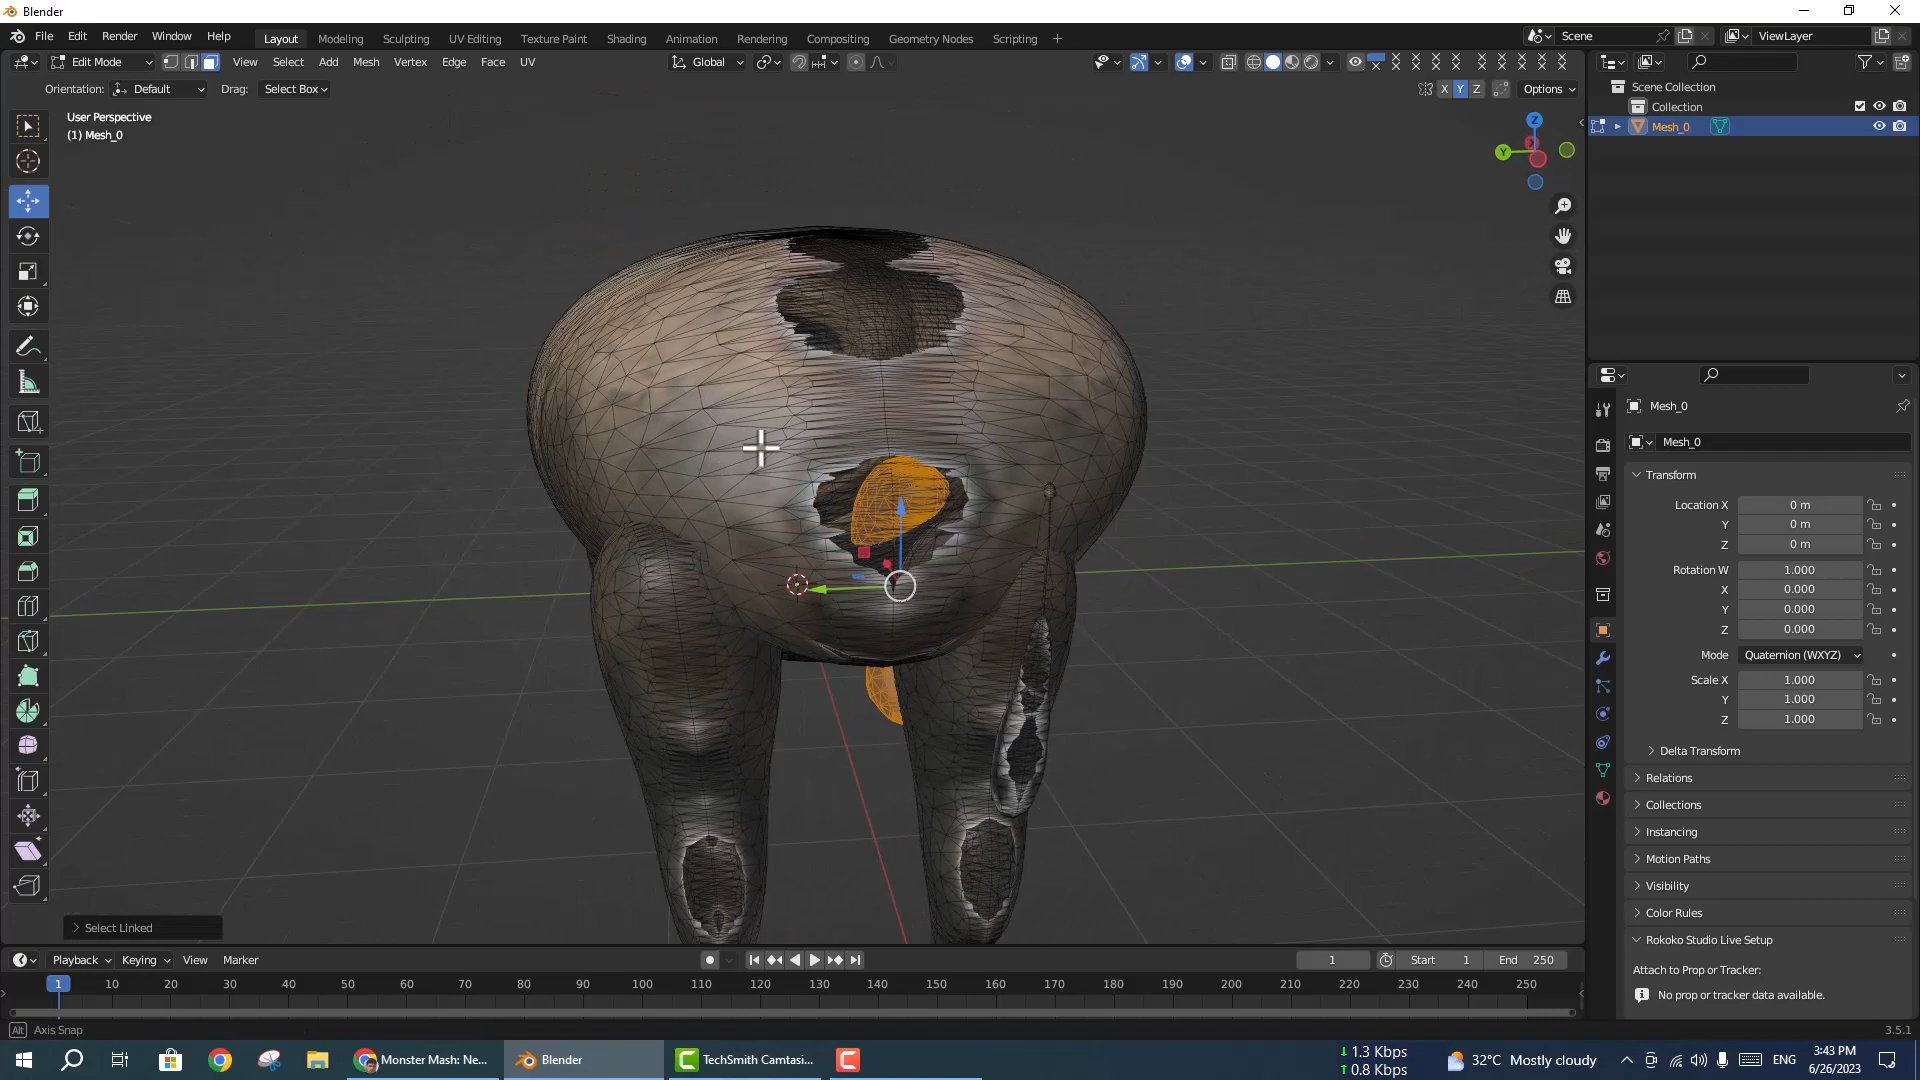 Blender
File Edit Render Window Help Layout Modeling Sculpting UV Editing Texture Paint Shading Animation Rendering Compositing Geometry Nodes Scripting + Scene ViewLayer
Edit Mode View Select Add Mesh Vertex Edge Face UV Global
Orientation: Default Drag: Select Box X Y Z Options
User Perspective
(1) Mesh_0
Z
Y
Scene Collection
Collection
Mesh_0
Mesh_0
Mesh_0
Transform
Location X 0 m
Y 0 m
Z 0 m
Rotation W 1.000
X 0.000
Y 0.000
Z 0.000
Mode Quaternion (WXYZ)
Scale X 1.000
Y 1.000
Z 1.000
Delta Transform
Relations
Collections
Instancing
Motion Paths
Visibility
Color Rules
Rokoko Studio Live Setup
Attach to Prop or Tracker:
No prop or tracker data available.
Select Linked
Playback Keying View Marker 1 Start 1 End 250
1 10 20 30 40 50 60 70 80 90 100 110 120 130 140 150 160 170 180 190 200 210 220 230 240 250
Alt Axis Snap 3.5.1
Monster Mash: Ne... Blender TechSmith Camtasi... 1.3 Kbps 32°C Mostly cloudy ENG 3:43 PM
0.8 Kbps 6/26/2023